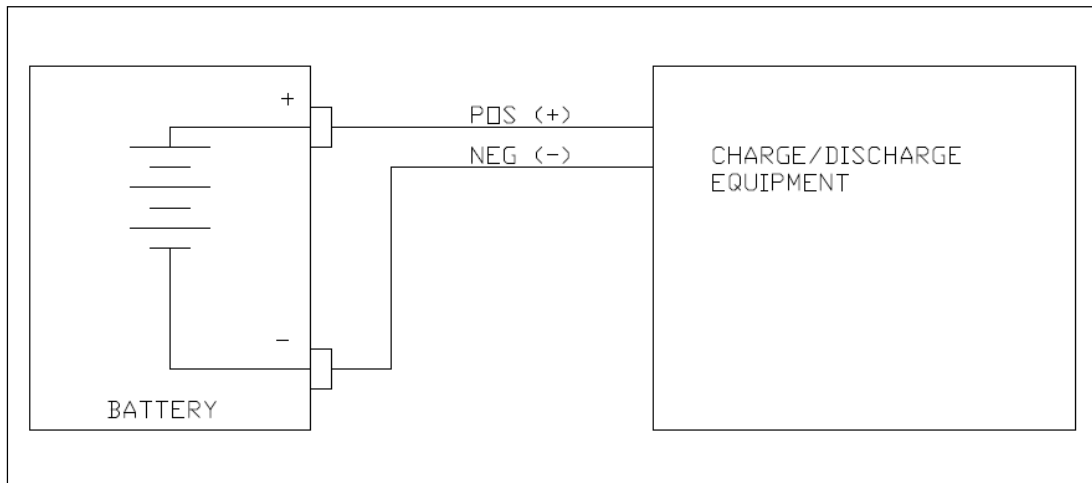 +
POS (+)
NEG (-)
CHARGE/DISCHARGE
EQUIPMENT
-
BATTERY